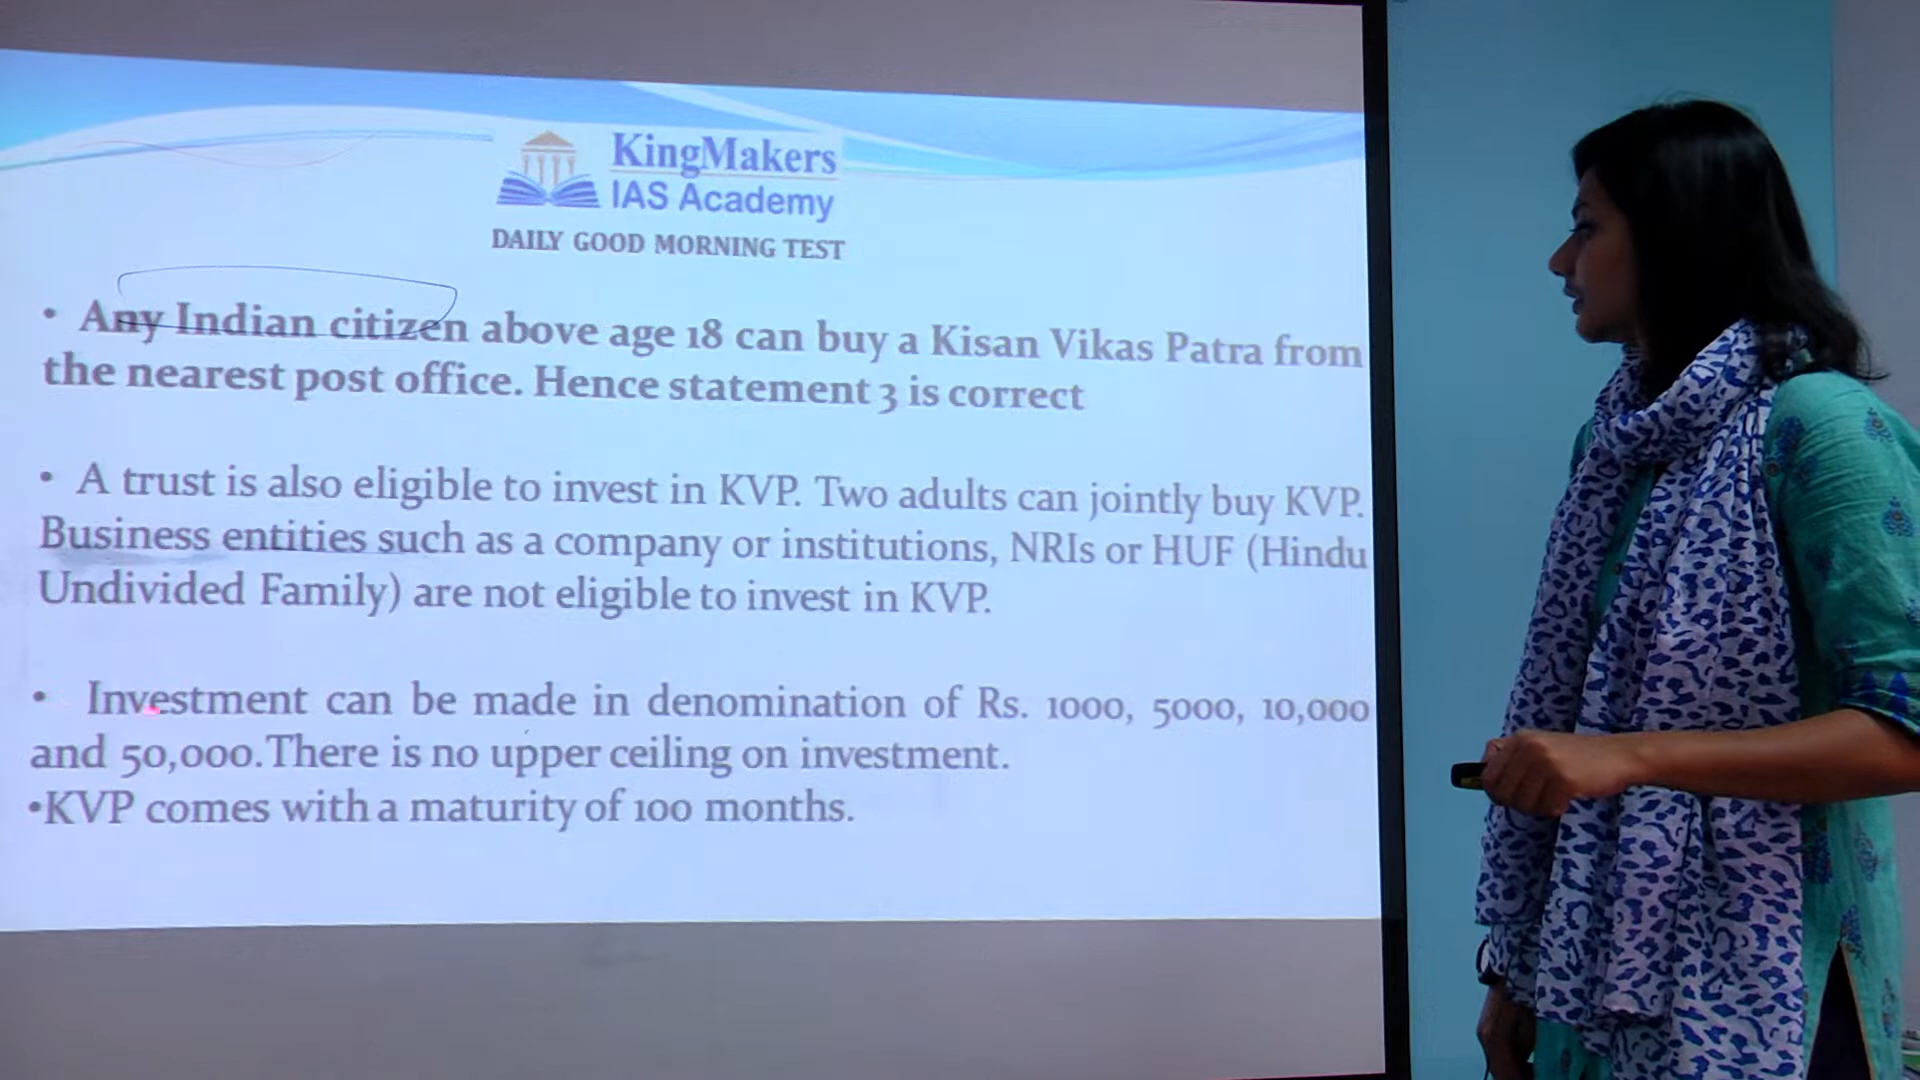 KingMakers
IAS Academy
DAILY GOOD MORNING TEST
• Any Indian citizen above age 18 can buy a Kisan Vikas Patra from
the nearest post office. Hence statement 3 is correct
• A trust is also eligible to invest in KVP. Two adults can jointly buy KVP.
Business entities such as a company or institutions, NRIs or HUF (Hindu
Undivided Family) are not eligible to invest in KVP.
• Investment can be made in denomination of Rs. 1000, 5000, 10,000
and 50,000.There is no upper ceiling on investment.
•KVP comes with a maturity of 100 months.